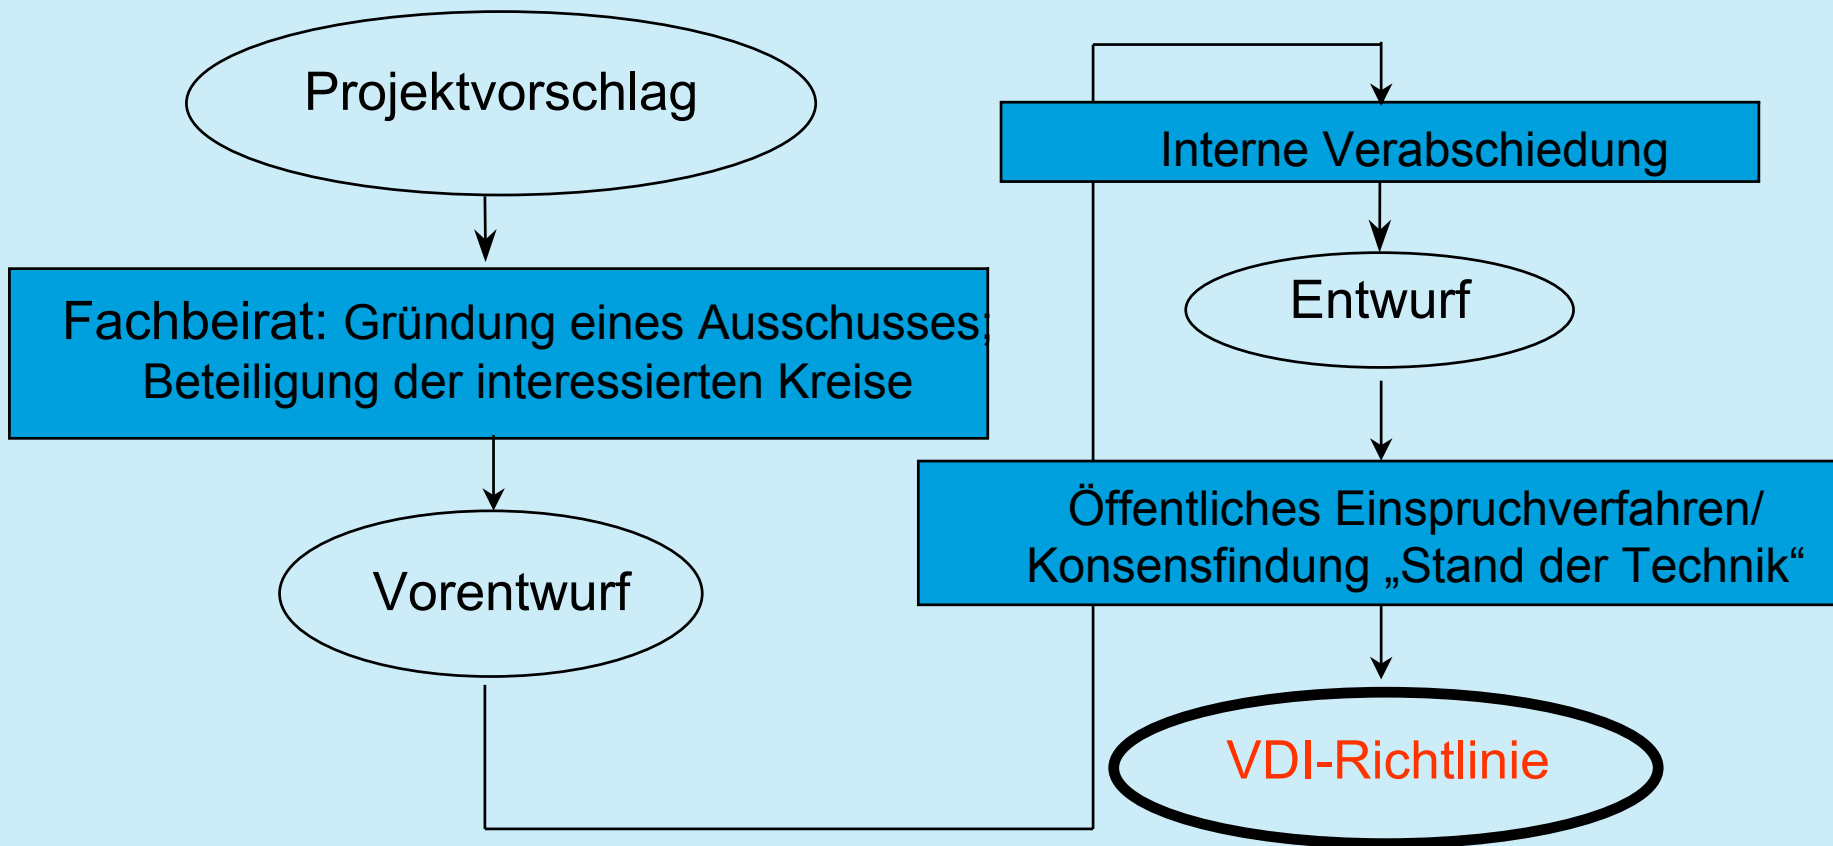 Projektvorschlag
Fachbeirat: Gründung eines Ausschusses;
Beteiligung der interessierten Kreise
Vorentwurf
Interne Verabschiedung
Entwurf
Öffentliches Einspruchverfahren/
Konsensfindung „Stand der Technik“
VDI-Richtlinie